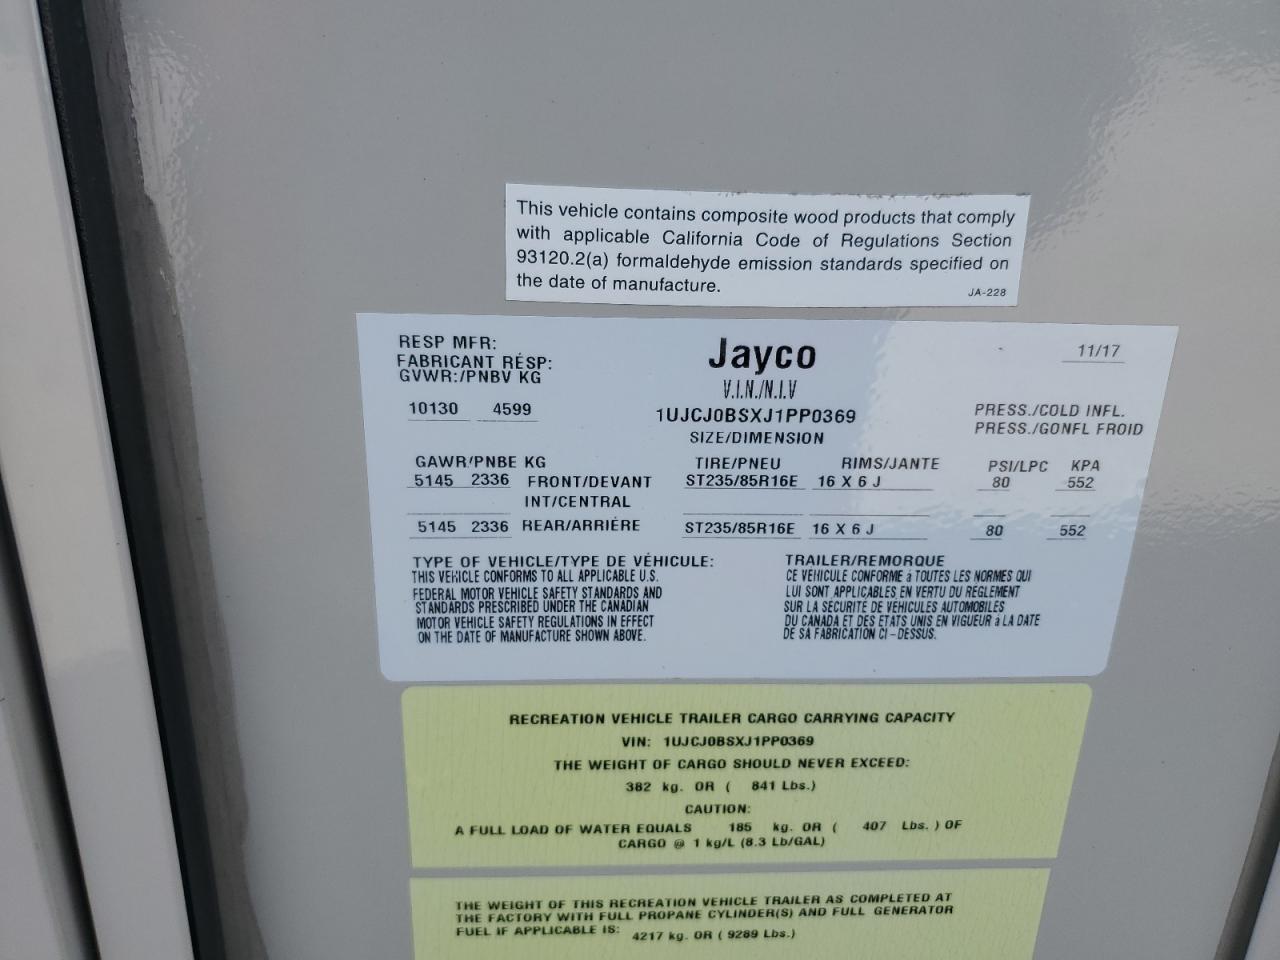 This vehicle contains composite wood products that comply
with applicable California Code of Regulations Section
93120.2(a) formaldehyde emission standards specified on
the date of manufacture.
JA-228
RESP MFR:
FABRICANT RÉSP:
GVWR:/PNBV KG
10130 4599
Jayco
V.I.N./N.I.V
1UJCJ0BSXJ1PP0369
SIZE/DIMENSION
11/17
PRESS./COLD INFL.
PRESS./GONFL FROID
GAWR/PNBE KG TIRE/PNEU RIMS/JANTE PSI/LPC KPA
5145 2336 FRONT/DEVANT ST235/85R16E 16 X 6 J 80 552
INT/CENTRAL
5145 2336 REAR/ARRIÈRE ST235/85R16E 16 X 6 J 80 552
TYPE OF VEHICLE/TYPE DE VÉHICULE:
THIS VEHICLE CONFORMS TO ALL APPLICABLE U.S.
FEDERAL MOTOR VEHICLE SAFETY STANDARDS AND
STANDARDS PRESCRIBED UNDER THE CANADIAN
MOTOR VEHICLE SAFETY REGULATIONS IN EFFECT
ON THE DATE OF MANUFACTURE SHOWN ABOVE.
TRAILER/REMORQUE
CE VÉHICULE CONFORME à TOUTES LES NORMES QUI
LUI SONT APPLICABLES EN VERTU DU RÈGLEMENT
SUR LA SÉCURITÉ DE VÉHICULES AUTOMOBILES
DU CANADA ET DES ETATS UNIS EN VIGUEUR à LA DATE
DE SA FABRICATION CI-DESSUS.
RECREATION VEHICLE TRAILER CARGO CARRYING CAPACITY
VIN: 1UJCJ0BSXJ1PP0369
THE WEIGHT OF CARGO SHOULD NEVER EXCEED:
382 kg. OR ( 841 Lbs.)
CAUTION:
A FULL LOAD OF WATER EQUALS 185 kg. OR ( 407 Lbs. ) OF
CARGO @ 1 kg/L (8.3 Lb/GAL)
THE WEIGHT OF THIS RECREATION VEHICLE TRAILER AS COMPLETED AT
THE FACTORY WITH FULL PROPANE CYLINDER(S) AND FULL GENERATOR
FUEL IF APPLICABLE IS: 4217 kg. OR ( 9289 Lbs.)